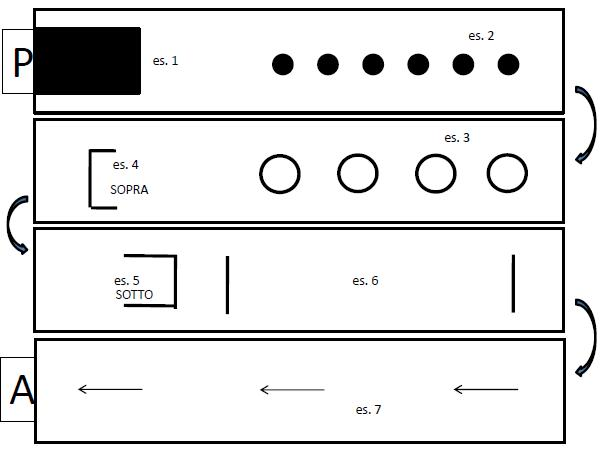 P
es. 1
es. 2
es. 3
es. 4
SOPRA
es. 5
SOTTO
es. 6
A
es. 7